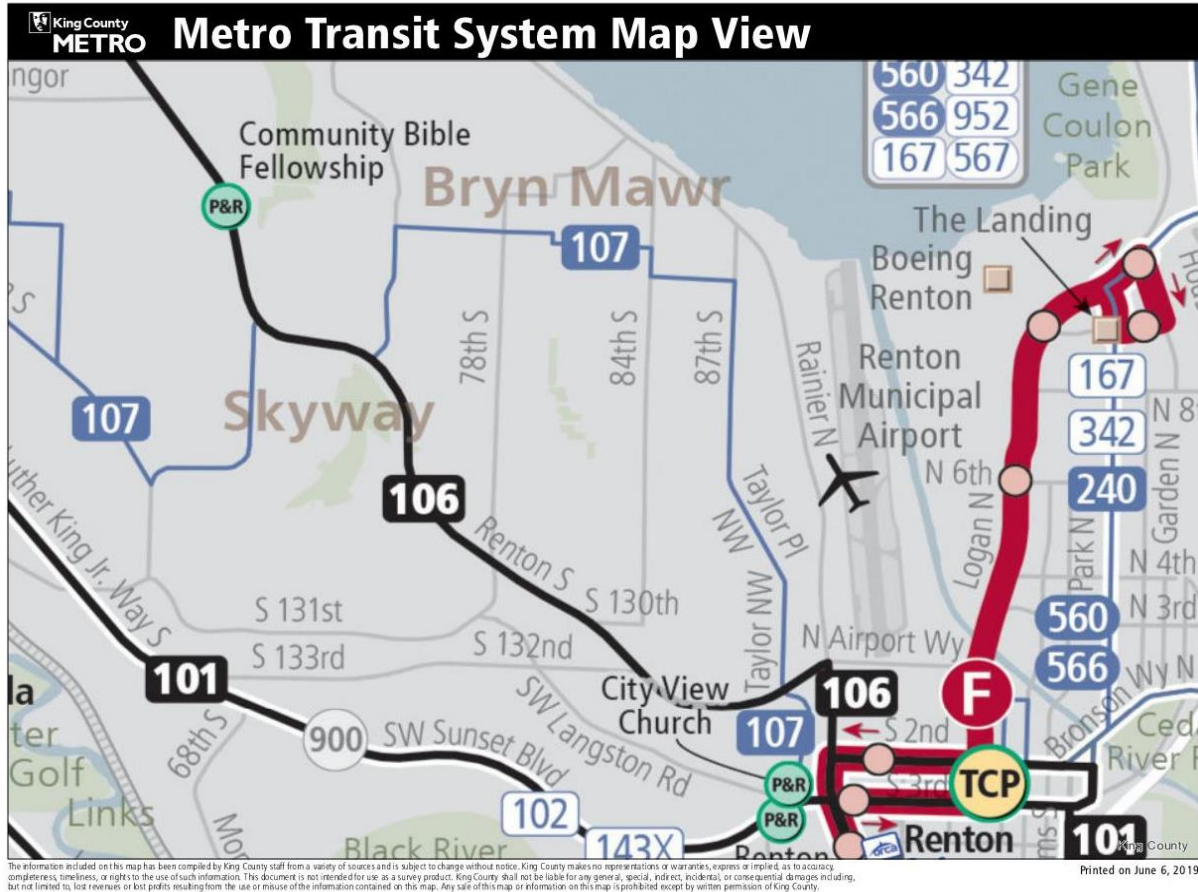 King County
METRO
Metro Transit System Map View
ngor
560 342
566 952
167 567
Gene
Coulon
Park
Community Bible
Fellowship
P&R
Bryn Mawr
107
The Landing
Boeing
Renton
S
78th S
84th S
87th S
Rainier N
Renton
Municipal
Airport
167
342
240
N 8
Garden N
107
Skyway
106
N 6th
Logan N
Park N
Taylor Pl
NW
Renton S
uther King Jr. Way S
S 131st
S 130th
N 4th
N 3rd
560
566
S 133rd
S 132nd
Taylor NW
N Airport Wy
101
900
City View
Church
106
F
Bronson Wy N
la
ter
Golf
Links
68th S
SW Sunset Blvd
SW Langston Rd
107
S 2nd
Ceda
River
P&R
S 3rd
TCP
102
P&R
143X
Black River
Renton
orca
Renton
101
King County
The information included on this map has been compiled by King County staff from a variety of sources and is subject to change without notice. King County makes no representations or warranties, express or implied, as to accuracy,
completeness, timeliness, or rights to the use of such information. This document is not intended for use as a survey product. King County shall not be liable for any general, special, indirect, incidental, or consequential damages including,
but not limited to, lost revenues or lost profits resulting from the use or misuse of the information contained on this map. Any sale of this map or information on this map is prohibited except by written permission of King County.
Printed on June 6, 2019